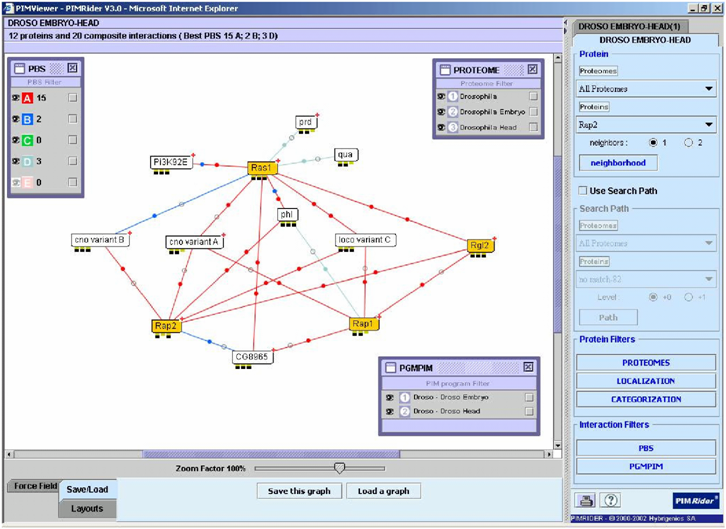 PIMViewer - PIMRider V3.0 - Microsoft Internet Explorer
DROSO EMBRYO-HEAD
12 proteins and 20 composite interactions ( Best PBS 15 A; 2 B; 3 D)
PBS
PBS Filter
A 15
B 2
C 0
D 3
E 0
PROTEOME
Proteome Filter
1 Drosophila
2 Drosophila Embryo
3 Drosophila Head
prd
qua
PI3K92E
Ras1
phl
cno variant B
cno variant A
loco variant C
Rgl2
Rap2
Rap1
CG8965
PGMPIM
PIM program Filter
1 Droso - Droso Embryo
2 Droso - Droso Head
Zoom Factor 100%
Force Field
Save/Load
Layouts
Save this graph
Load a graph
DROSO EMBRYO-HEAD(1)
DROSO EMBRYO-HEAD
Protein
Proteomes
All Proteomes
Proteins
Rap2
neighbors : 1 2
neighborhood
Use Search Path
Search Path
Proteomes
All Proteomes
Proteins
Level : +0 +1
Path
Protein Filters
PROTEOMES
LOCALIZATION
CATEGORIZATION
Interaction Filters
PBS
PGMPIM
PIMRider
PIMRIDER - © 2000-2002 Hybrigenics SA